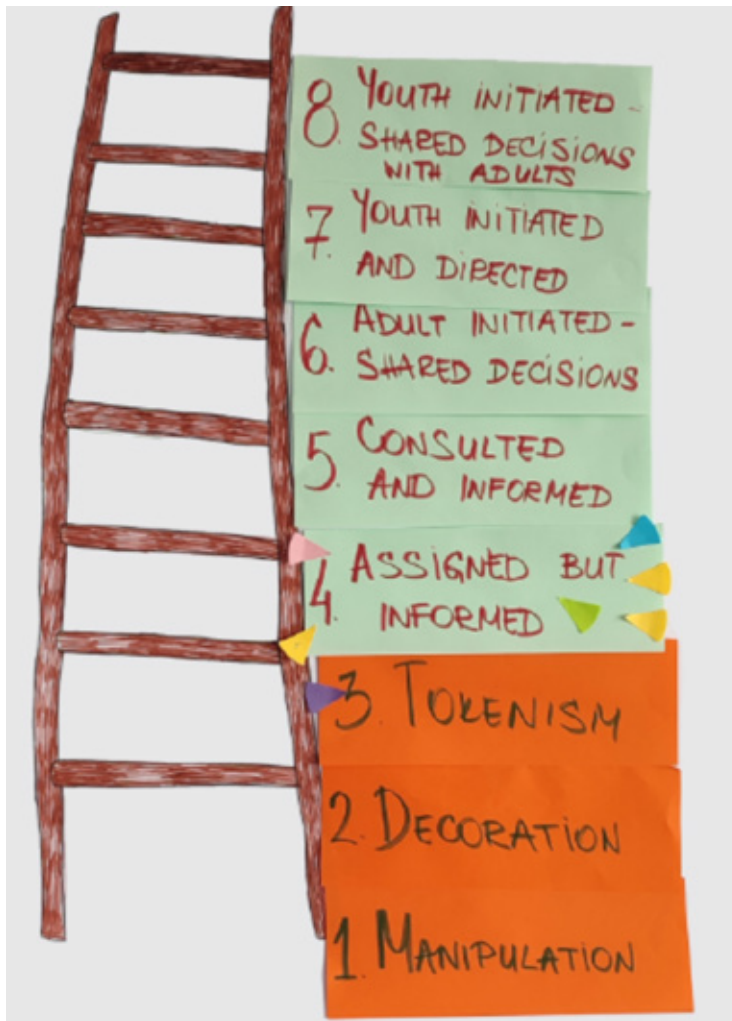 8. YOUTH INITIATED -
SHARED DECISIONS
WITH ADULTS
7. YOUTH INITIATED
AND DIRECTED
6. ADULT INITIATED -
SHARED DECISIONS
5. CONSULTED
AND INFORMED
4. ASSIGNED BUT
INFORMED
3. TOKENISM
2. DECORATION
1. MANIPULATION